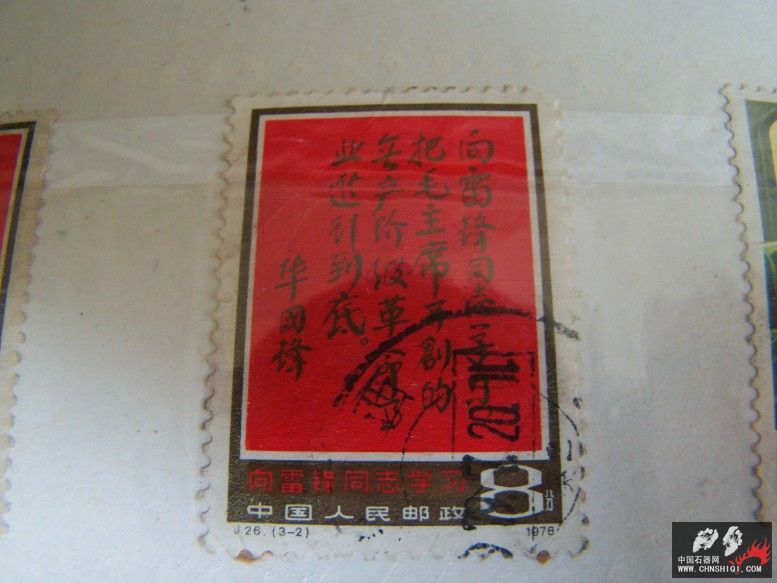 向雷锋同志学
把毛主席开创的
无产阶级革命
业进行到底。
华国锋
向雷锋同志学习
8分
中国人民邮政
J.26.(3-2)
1978
中国石器网
WWW.CHNSHIQI.COM